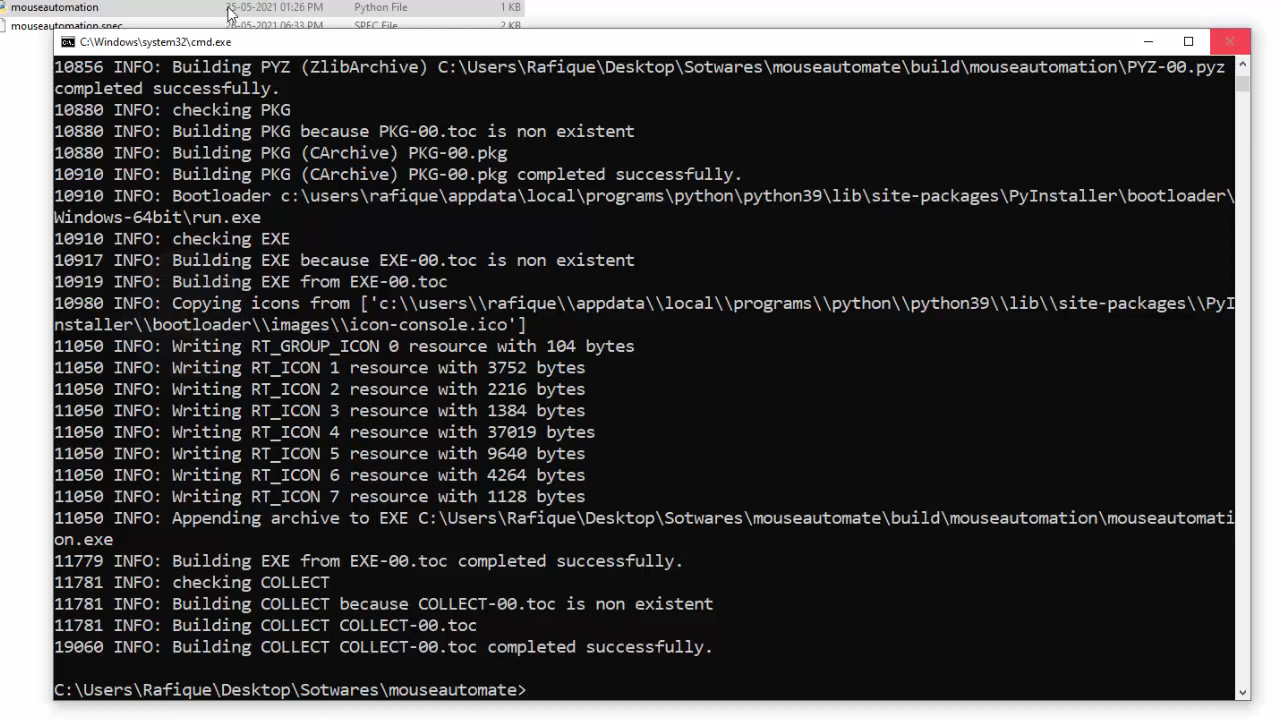 mouseautomation 25-05-2021 01:26 PM Python File 1 KB
mouseautomation.spec 26-05-2021 06:33 PM SPEC File 2 KB
C:\Windows\system32\cmd.exe
10856 INFO: Building PYZ (ZlibArchive) C:\Users\Rafique\Desktop\Sotwares\mouseautomate\build\mouseautomation\PYZ-00.pyz
completed successfully.
10880 INFO: checking PKG
10880 INFO: Building PKG because PKG-00.toc is non existent
10880 INFO: Building PKG (CArchive) PKG-00.pkg
10910 INFO: Building PKG (CArchive) PKG-00.pkg completed successfully.
10910 INFO: Bootloader c:\users\rafique\appdata\local\programs\python\python39\lib\site-packages\PyInstaller\bootloader\
Windows-64bit\run.exe
10910 INFO: checking EXE
10917 INFO: Building EXE because EXE-00.toc is non existent
10919 INFO: Building EXE from EXE-00.toc
10980 INFO: Copying icons from ['c:\\users\\rafique\\appdata\\local\\programs\\python\\python39\\lib\\site-packages\\PyI
nstaller\\bootloader\\images\\icon-console.ico']
11050 INFO: Writing RT_GROUP_ICON 0 resource with 104 bytes
11050 INFO: Writing RT_ICON 1 resource with 3752 bytes
11050 INFO: Writing RT_ICON 2 resource with 2216 bytes
11050 INFO: Writing RT_ICON 3 resource with 1384 bytes
11050 INFO: Writing RT_ICON 4 resource with 37019 bytes
11050 INFO: Writing RT_ICON 5 resource with 9640 bytes
11050 INFO: Writing RT_ICON 6 resource with 4264 bytes
11050 INFO: Writing RT_ICON 7 resource with 1128 bytes
11050 INFO: Appending archive to EXE C:\Users\Rafique\Desktop\Sotwares\mouseautomate\build\mouseautomation\mouseautomati
on.exe
11779 INFO: Building EXE from EXE-00.toc completed successfully.
11781 INFO: checking COLLECT
11781 INFO: Building COLLECT because COLLECT-00.toc is non existent
11781 INFO: Building COLLECT COLLECT-00.toc
19060 INFO: Building COLLECT COLLECT-00.toc completed successfully.
C:\Users\Rafique\Desktop\Sotwares\mouseautomate>